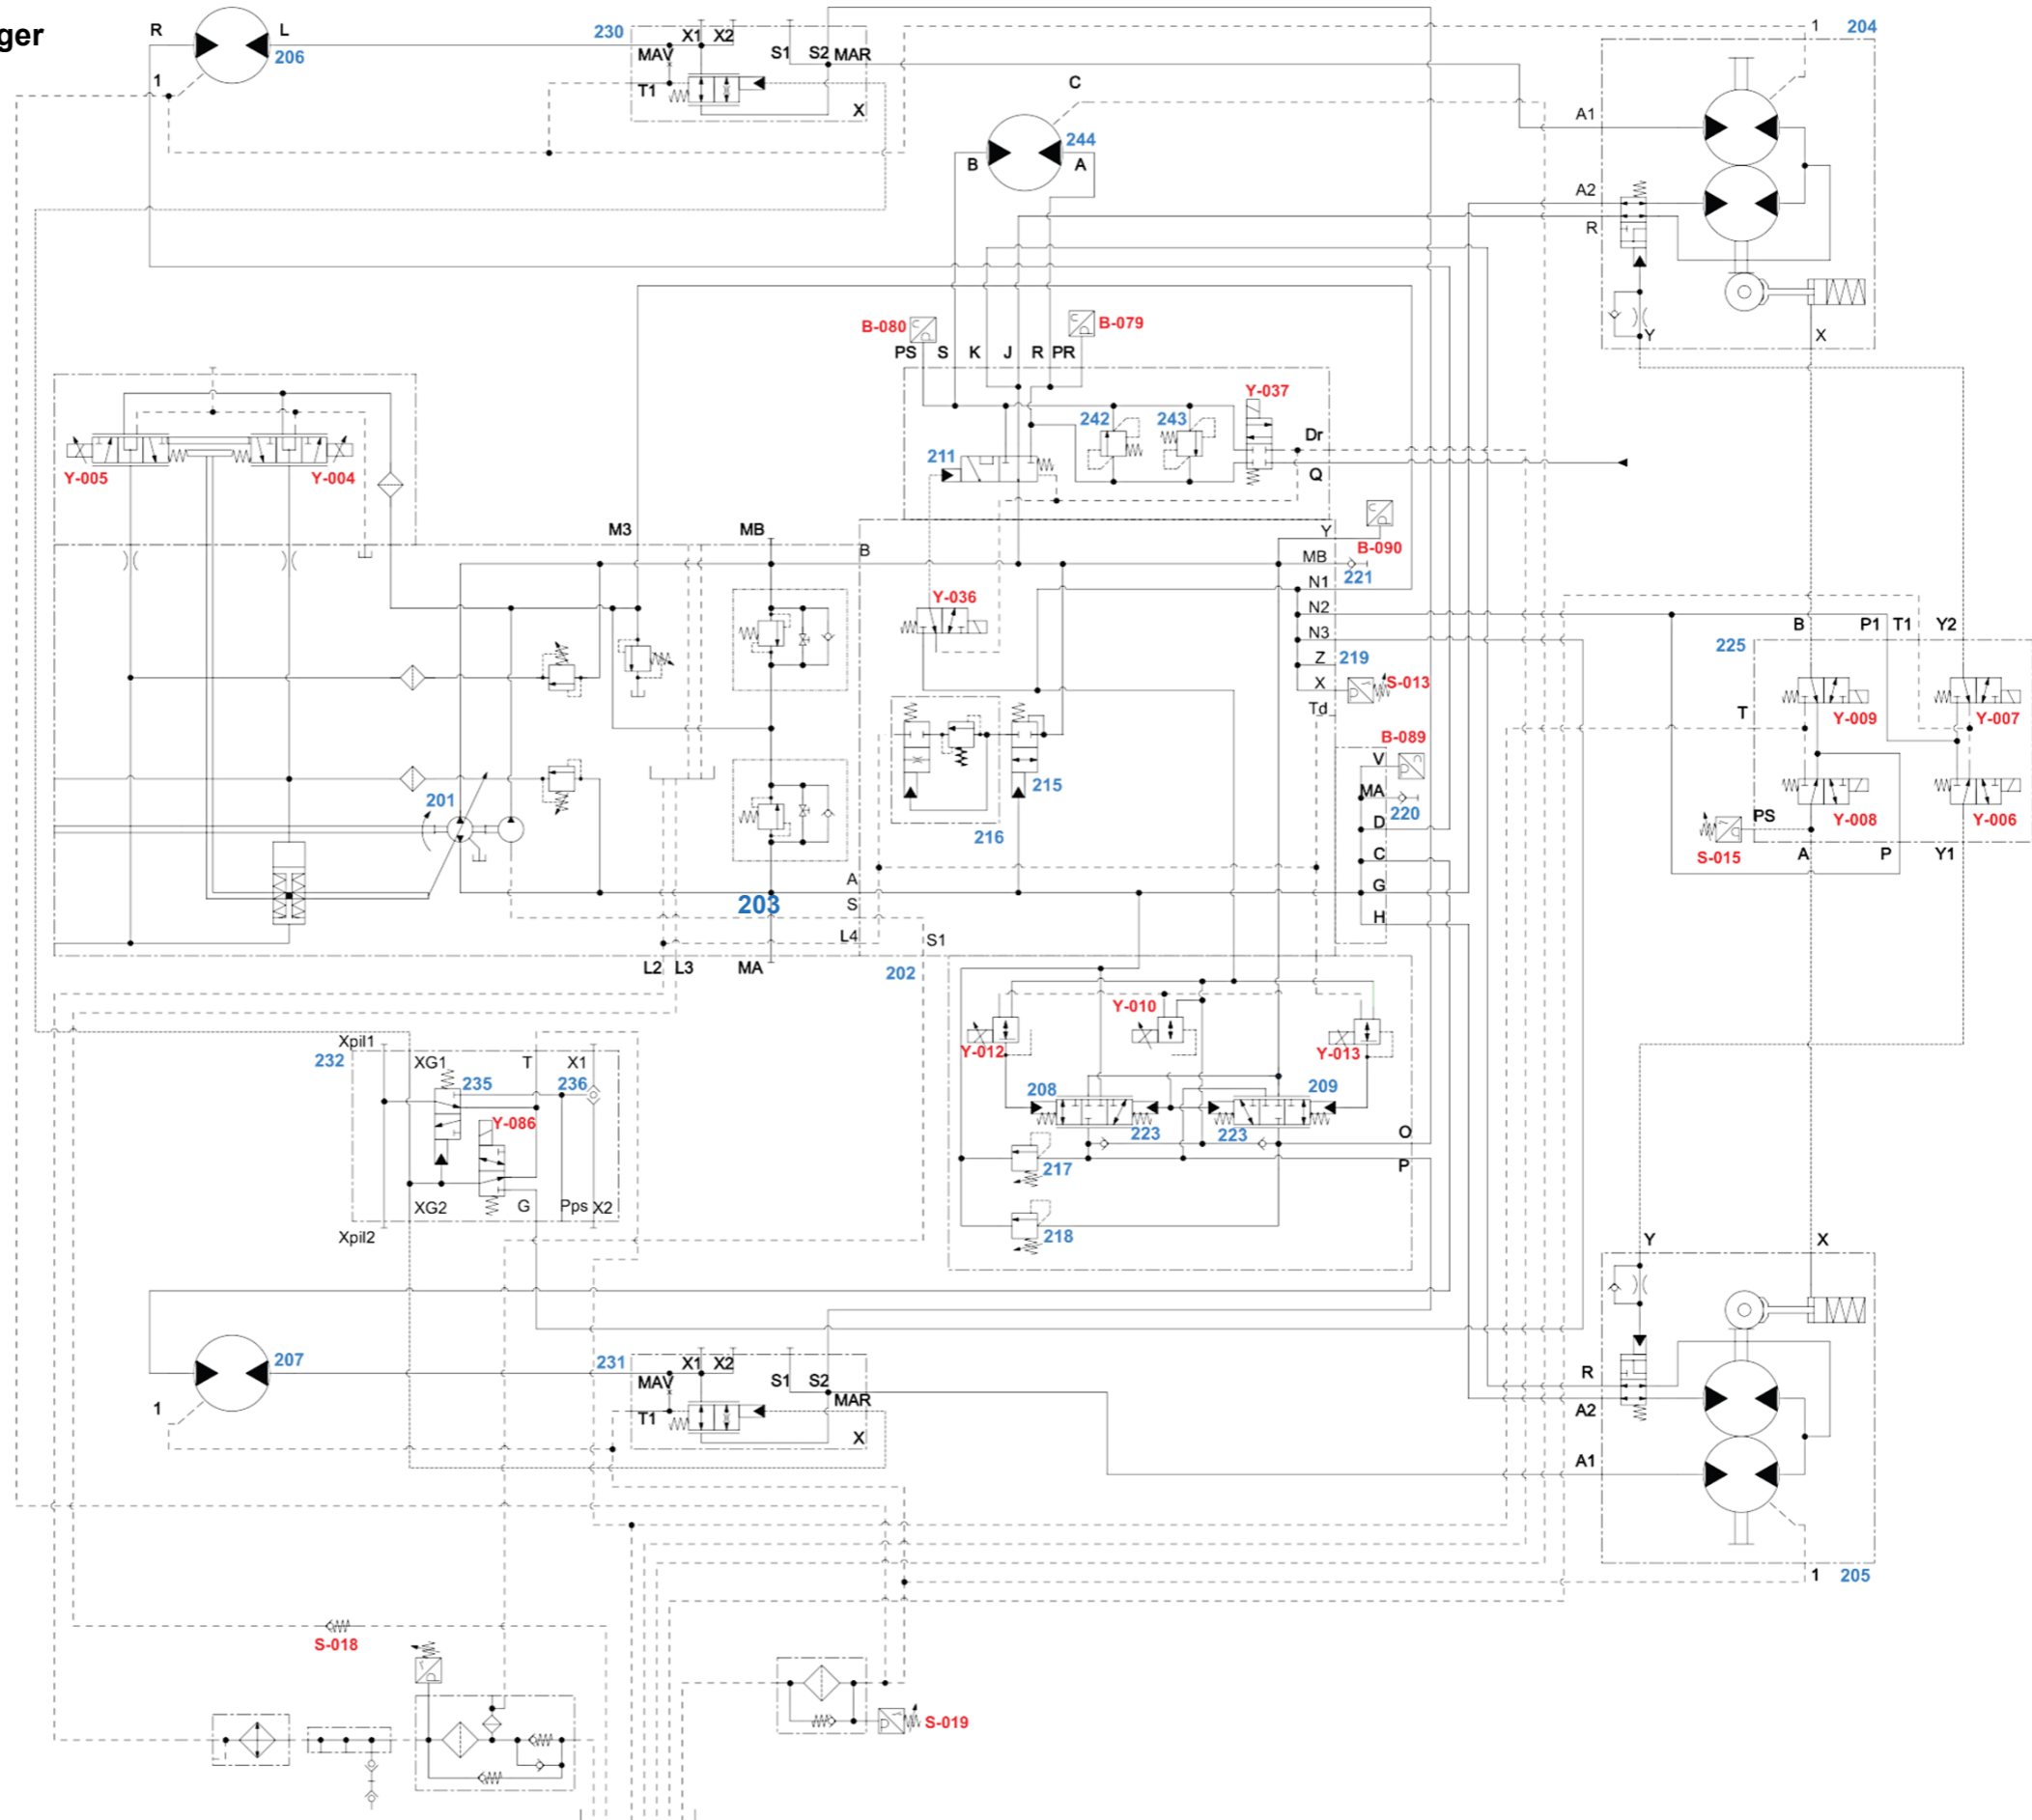 ger
R L
206
1
230
X1 X2
S1 S2 MAR
MAV
T1
X
C
244
B A
1
204
A1
A2
R
Y
X
B-080
B-079
PS S K J R PR
Y-037
242
243
211
Dr
Q
Y-005
Y-004
M3
MB
B
Y
B-090
MB
221
N1
N2
N3
Z
219
X
S-013
Td
Y-036
B-089
V
MA
220
D
C
G
H
215
216
201
A
203
S
L4
S1
L2 L3
MA
202
B P1 T1 Y2
225
Y-009
Y-007
T
PS
Y-008
Y-006
S-015
A P Y1
Y-010
Y-012
Y-013
208
209
223
223
O
217
P
218
Xpil1
232
XG1 T X1
235
236
Y-086
XG2 G Pps X2
Xpil2
Y X
207
1
231
X1 X2
S1 S2
MAV
MAR
T1
X
R
A2
A1
1
205
S-018
S-019